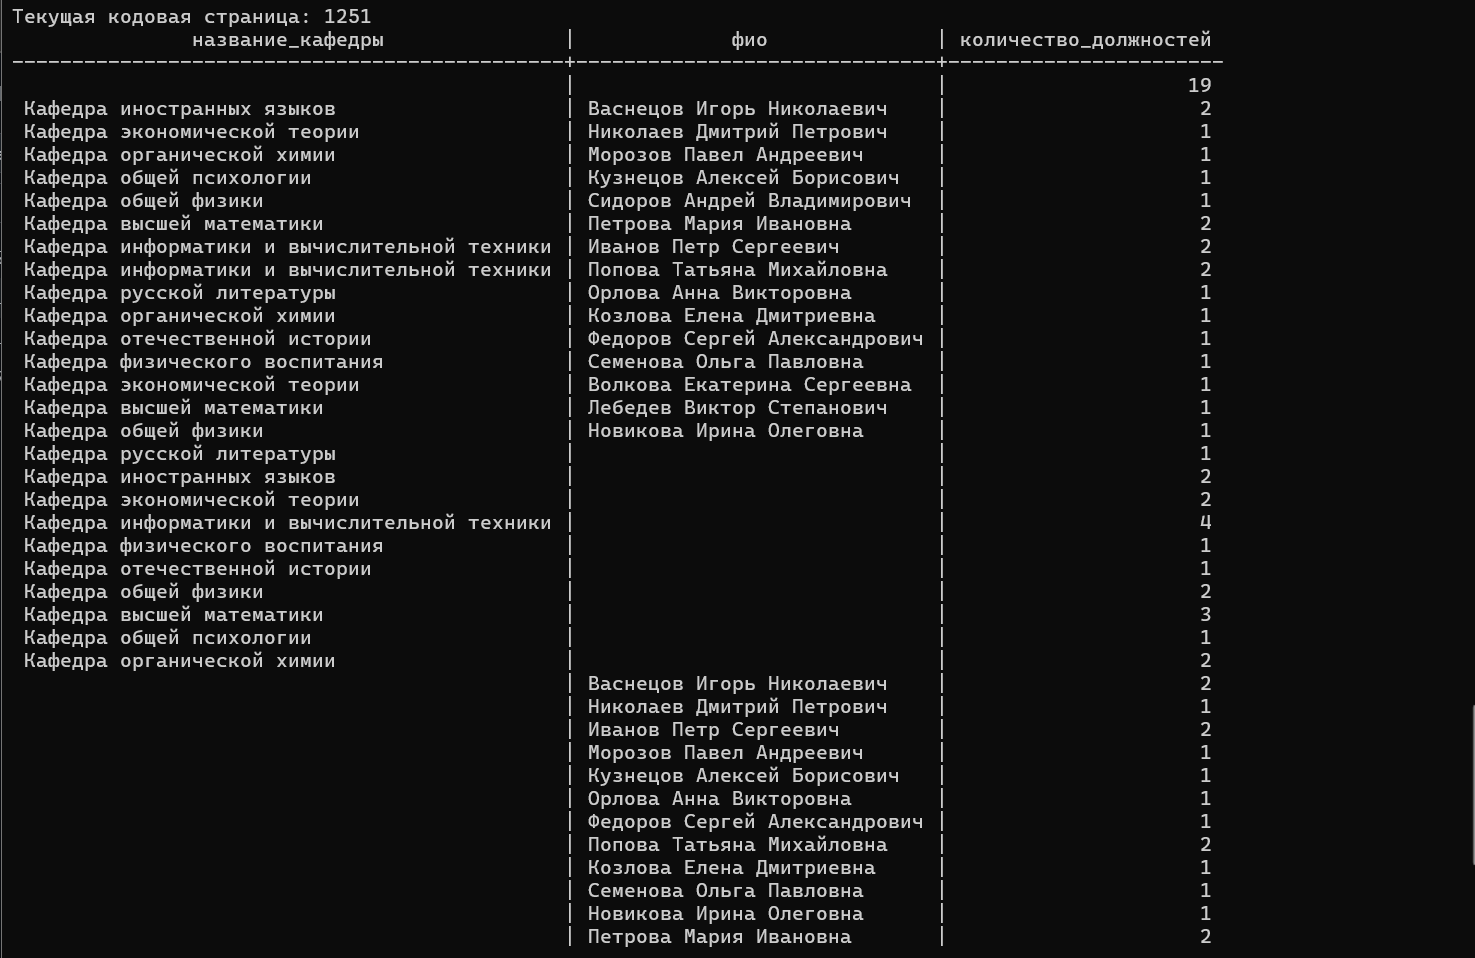 Текущая кодовая страница: 1251
название_кафедры | фио | количество_должностей
----------------------------------------------+------------------------------+-----------------------
| | 19
Кафедра иностранных языков | Васнецов Игорь Николаевич | 2
Кафедра экономической теории | Николаев Дмитрий Петрович | 1
Кафедра органической химии | Морозов Павел Андреевич | 1
Кафедра общей психологии | Кузнецов Алексей Борисович | 1
Кафедра общей физики | Сидоров Андрей Владимирович | 1
Кафедра высшей математики | Петрова Мария Ивановна | 2
Кафедра информатики и вычислительной техники | Иванов Петр Сергеевич | 2
Кафедра информатики и вычислительной техники | Попова Татьяна Михайловна | 2
Кафедра русской литературы | Орлова Анна Викторовна | 1
Кафедра органической химии | Козлова Елена Дмитриевна | 1
Кафедра отечественной истории | Федоров Сергей Александрович | 1
Кафедра физического воспитания | Семенова Ольга Павловна | 1
Кафедра экономической теории | Волкова Екатерина Сергеевна | 1
Кафедра высшей математики | Лебедев Виктор Степанович | 1
Кафедра общей физики | Новикова Ирина Олеговна | 1
Кафедра русской литературы | | 1
Кафедра иностранных языков | | 2
Кафедра экономической теории | | 2
Кафедра информатики и вычислительной техники | | 4
Кафедра физического воспитания | | 1
Кафедра отечественной истории | | 1
Кафедра общей физики | | 2
Кафедра высшей математики | | 3
Кафедра общей психологии | | 1
Кафедра органической химии | | 2
| Васнецов Игорь Николаевич | 2
| Николаев Дмитрий Петрович | 1
| Иванов Петр Сергеевич | 2
| Морозов Павел Андреевич | 1
| Кузнецов Алексей Борисович | 1
| Орлова Анна Викторовна | 1
| Федоров Сергей Александрович | 1
| Попова Татьяна Михайловна | 2
| Козлова Елена Дмитриевна | 1
| Семенова Ольга Павловна | 1
| Новикова Ирина Олеговна | 1
| Петрова Мария Ивановна | 2